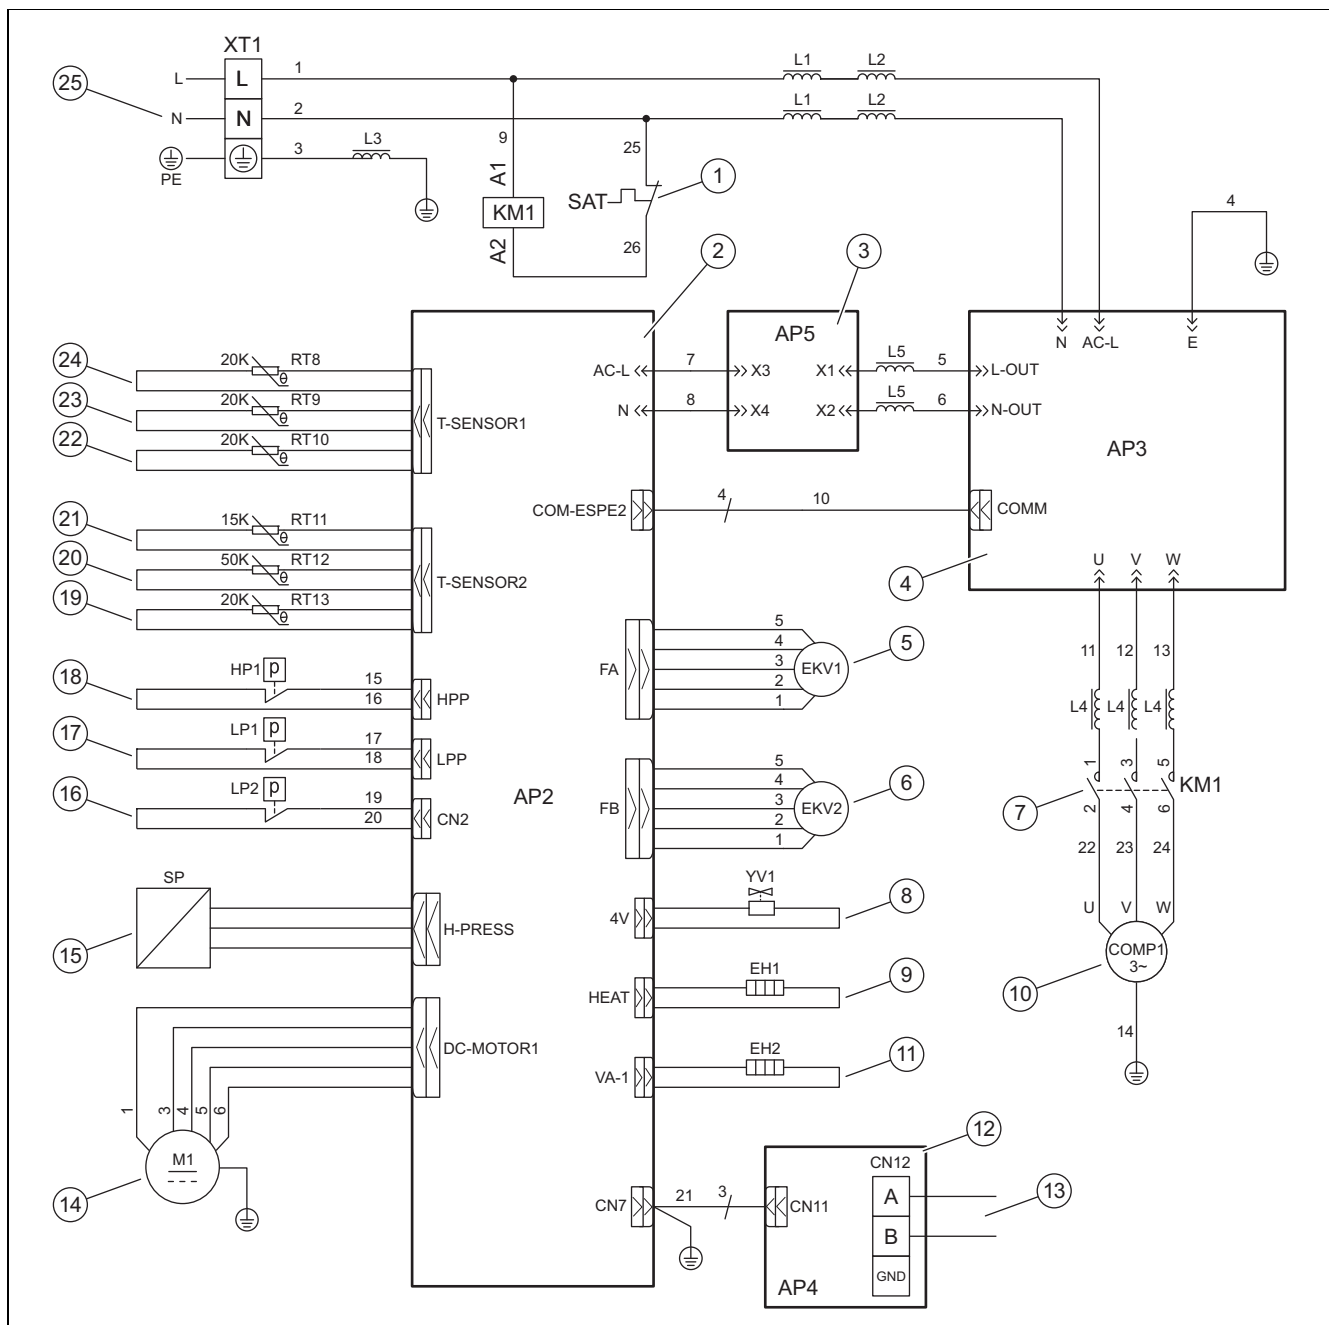 XT1
25
L
L
1
L1
L2
N
N
2
L1
L2
9
25
3
L3
PE
A1
SAT
1
KM1
A2
26
4
2
3
N
AC-L
E
AP5
24
20K
RT8
AC-L
7
X3
X1
L5
5
L-OUT
23
20K
RT9
N
8
X4
X2
L5
6
N-OUT
T-SENSOR1
22
20K
RT10
AP3
21
15K
RT11
COM-ESPE2
4
10
COMM
20
50K
RT12
T-SENSOR2
U
V
W
4
19
20K
RT13
5
4
3
2
1
FA
EKV1
5
11
12
13
18
HP1
p
15
16
HPP
L4
L4
L4
17
LP1
p
17
18
LPP
5
4
3
2
1
FB
EKV2
6
16
LP2
p
19
20
CN2
AP2
7
1
3
5
KM1
2
4
6
22
23
24
SP
15
H-PRESS
YV1
4V
8
U
V
W
COMP1
3~
10
EH1
HEAT
9
14
DC-MOTOR1
EH2
VA-1
11
1
3
4
5
6
M1
14
12
CN12
CN7
21
3
CN11
A
13
B
GND
AP4